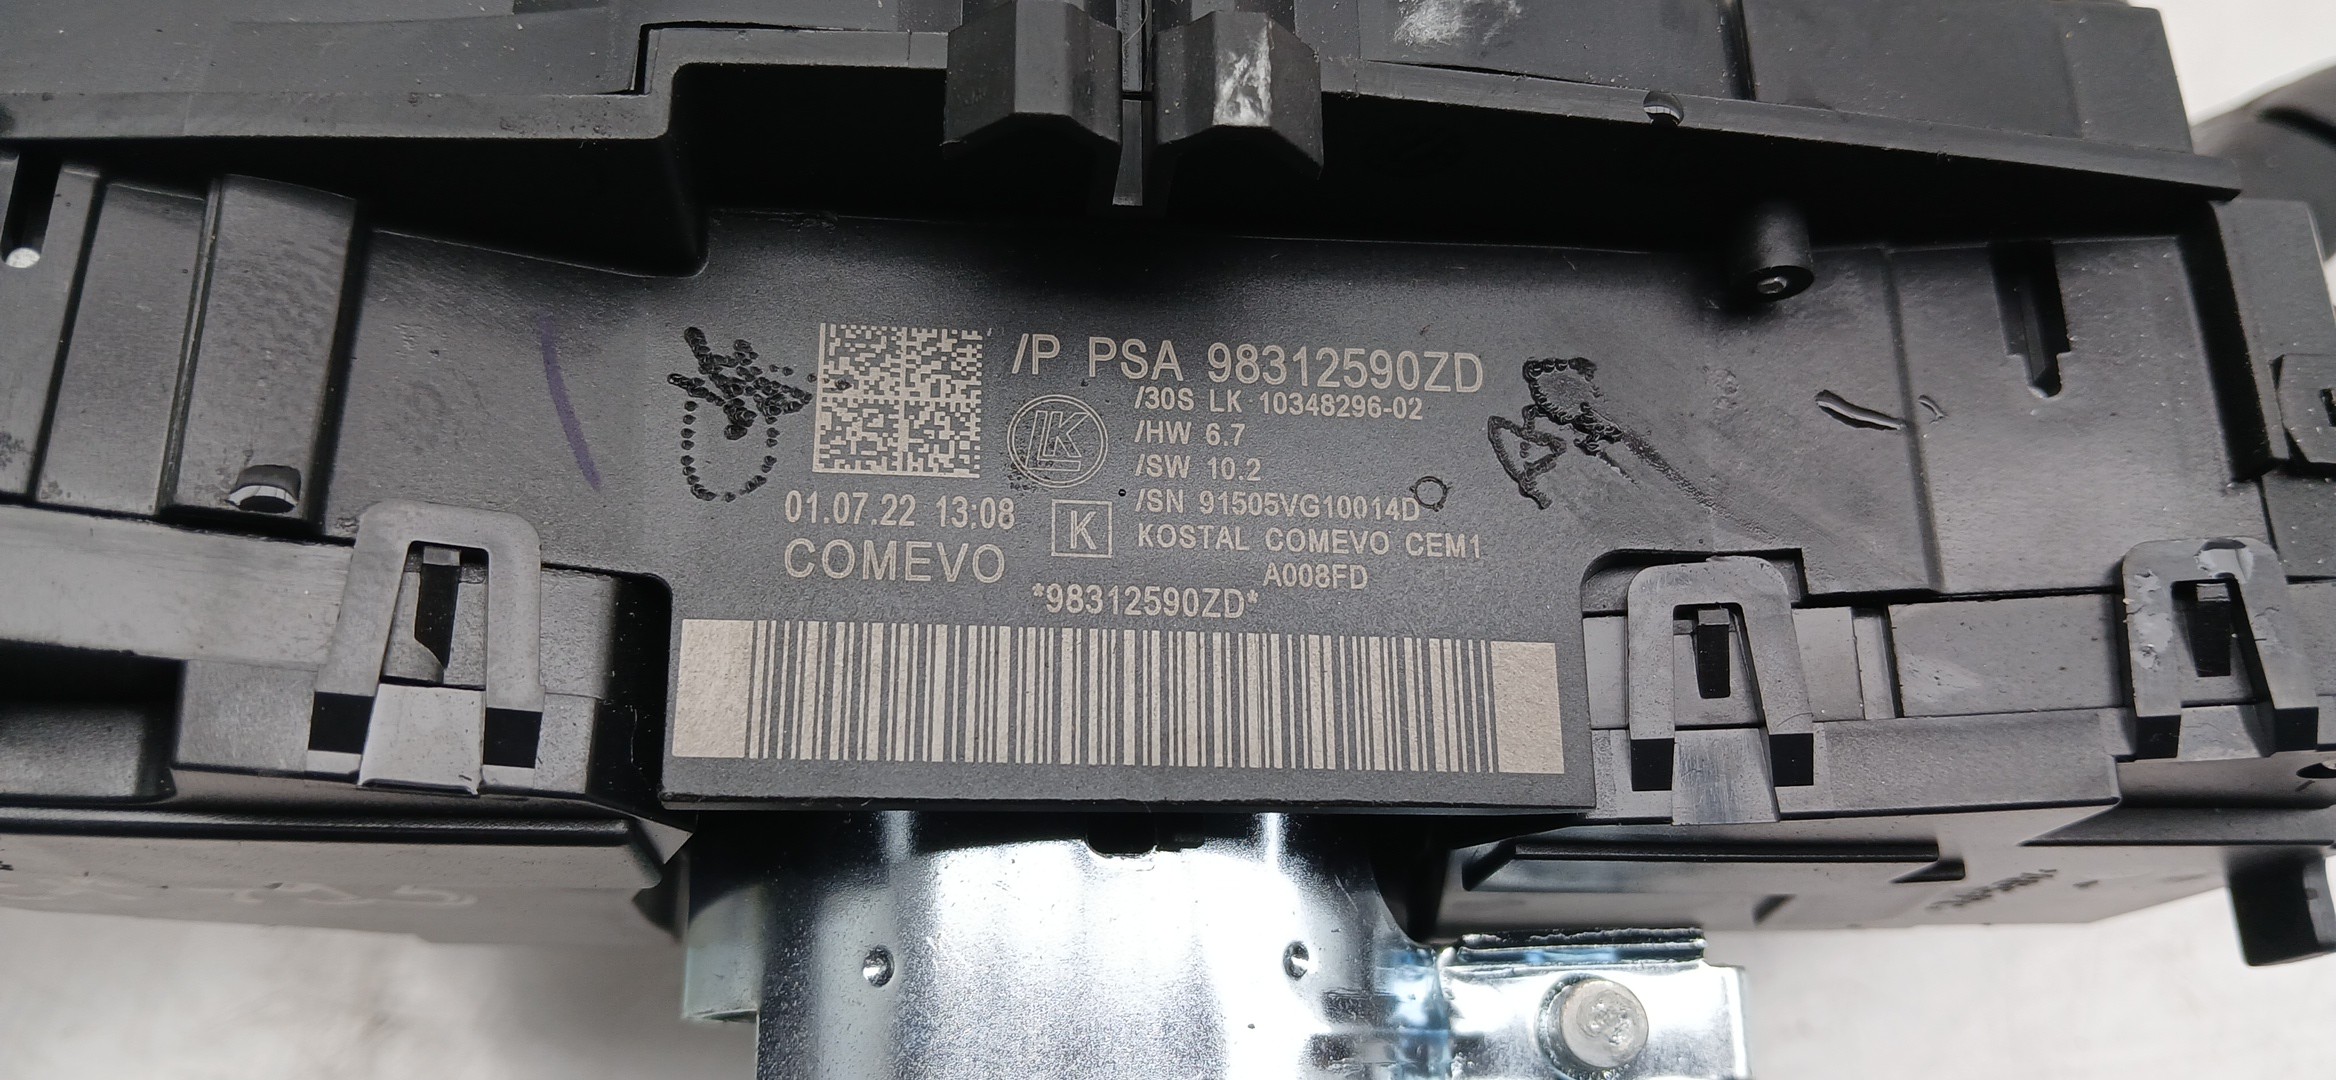 /P PSA 98312590ZD
/30S LK 10348296-02
LK
/HW 6.7
/SW 10.2
/SN 91505VG10014D
01.07.22 13:08
K
KOSTAL COMEVO CEM1
COMEVO
A008FD
*98312590ZD*